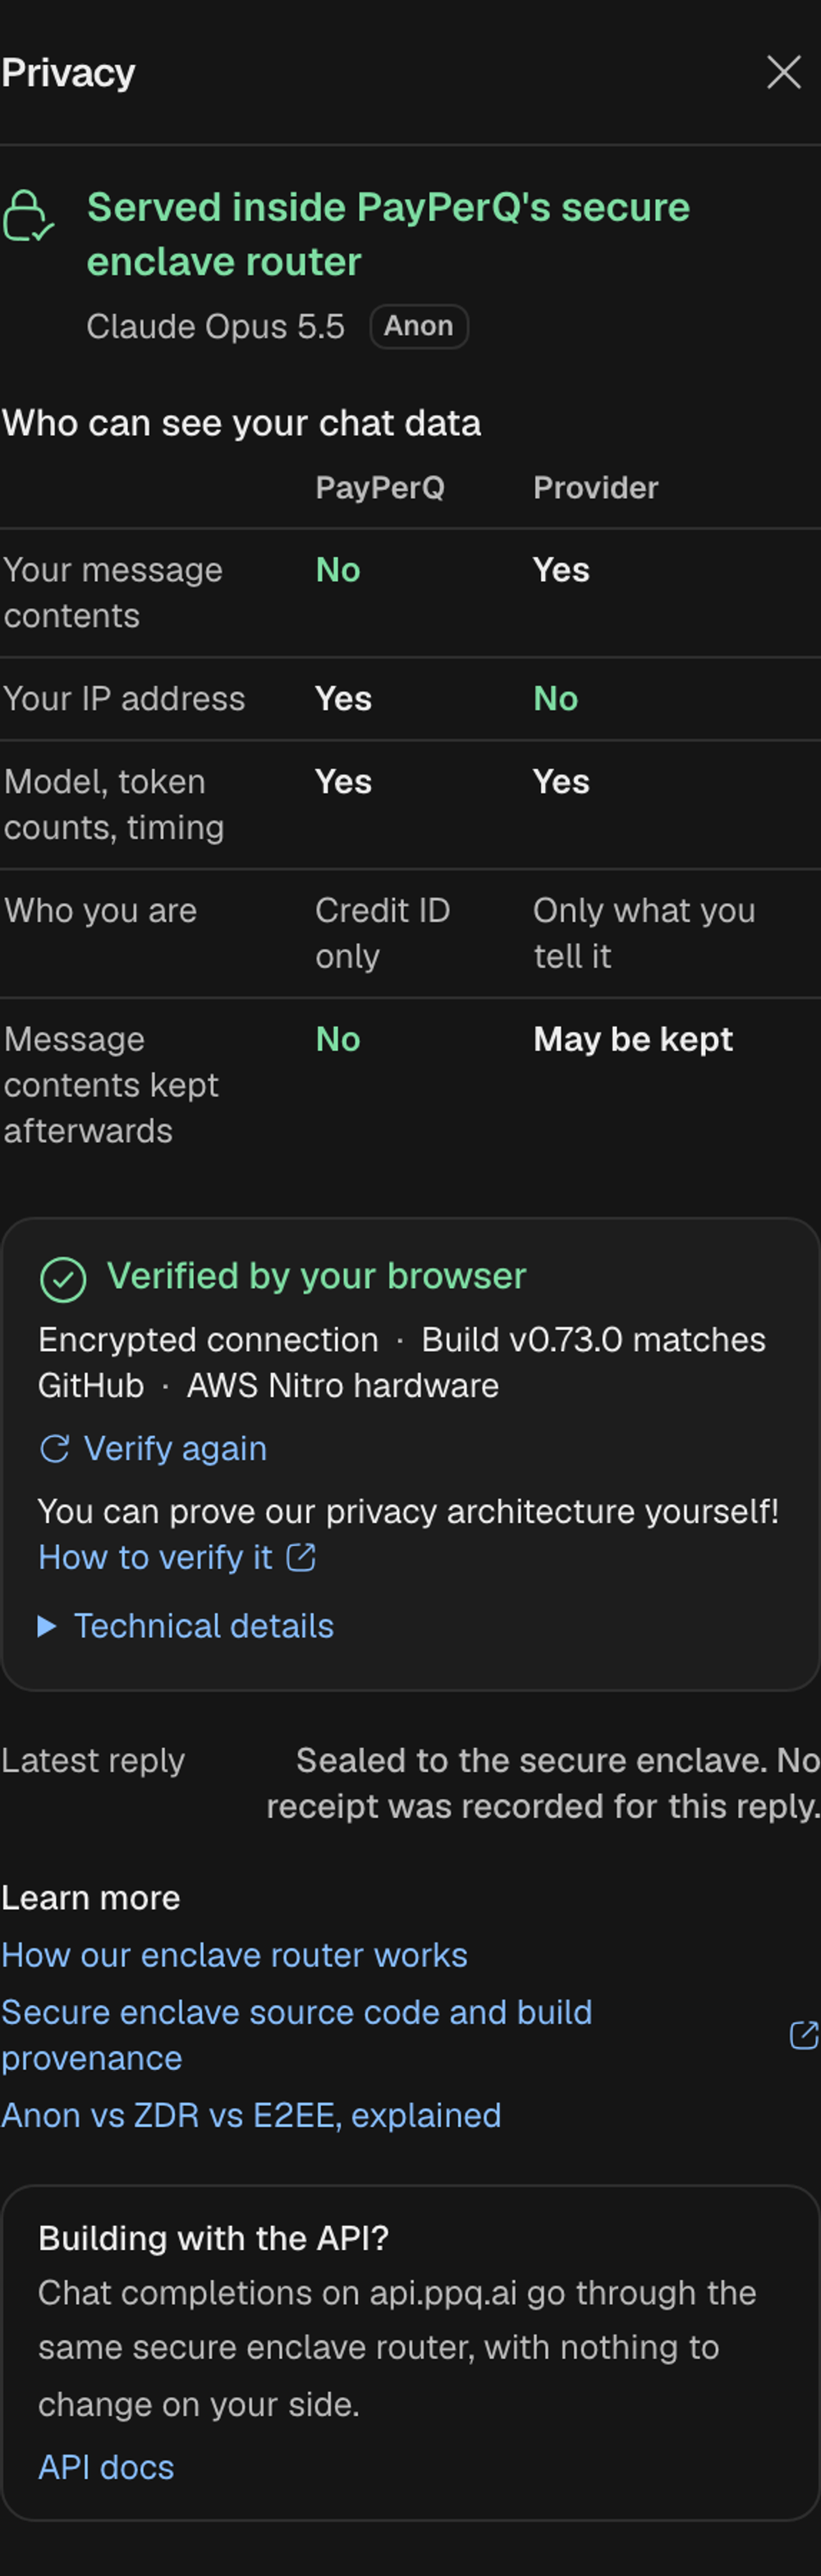 Privacy
Served inside PayPerQ's secure
enclave router
Claude Opus 5.5 Anon
Who can see your chat data
PayPerQ Provider
Your message No Yes
contents
Your IP address Yes No
Model, token Yes Yes
counts, timing
Who you are Credit ID Only what you
only tell it
Message No May be kept
contents kept
afterwards
Verified by your browser
Encrypted connection · Build v0.73.0 matches
GitHub · AWS Nitro hardware
Verify again
You can prove our privacy architecture yourself!
How to verify it
Technical details
Latest reply Sealed to the secure enclave. No
receipt was recorded for this reply.
Learn more
How our enclave router works
Secure enclave source code and build
provenance
Anon vs ZDR vs E2EE, explained
Building with the API?
Chat completions on api.ppq.ai go through the
same secure enclave router, with nothing to
change on your side.
API docs